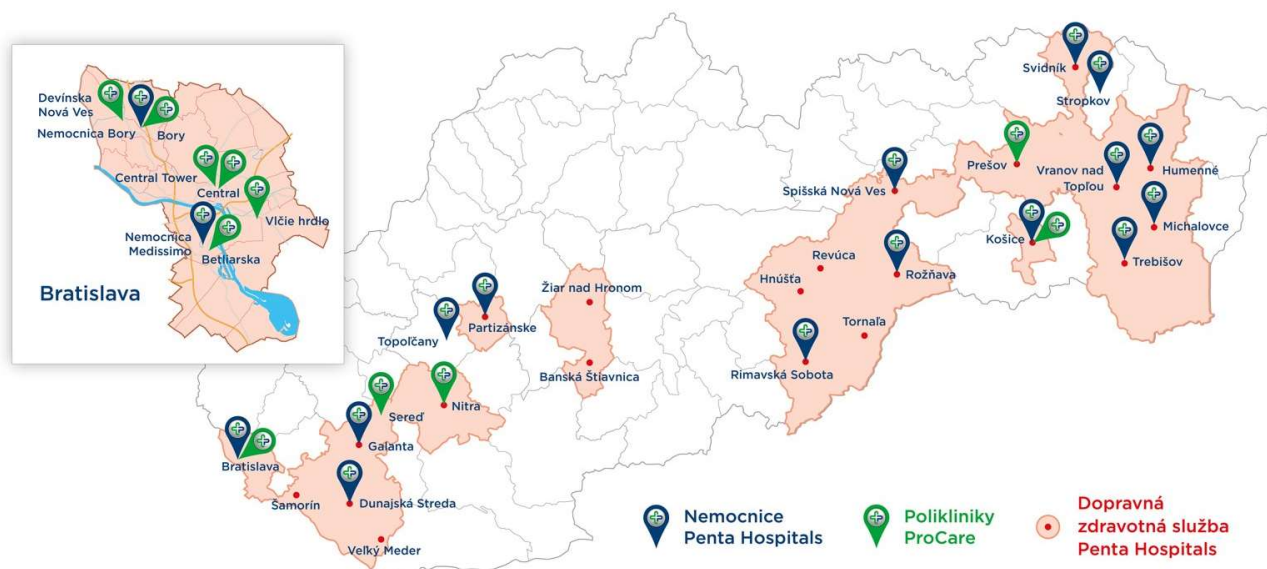 Devínska
Nová Ves
Nemocnica Bory
Bory
Central Tower
Central
Vlčie hrdlo
Nemocnica
Medissimo
Betliarska
Bratislava
Svidník
Stropkov
Prešov
Vranov nad
Topľou
Humenné
Spišská Nová Ves
Michalovce
Košice
Trebišov
Revúca
Rožňava
Hnúšťa
Žiar nad Hronom
Partizánske
Tornaľa
Topoľčany
Rimavská Sobota
Banská Štiavnica
Sereď
Nitra
Galanta
Bratislava
Šamorín
Dunajská Streda
Veľký Meder
Nemocnice
Penta Hospitals
Polikliniky
ProCare
Dopravná
zdravotná služba
Penta Hospitals